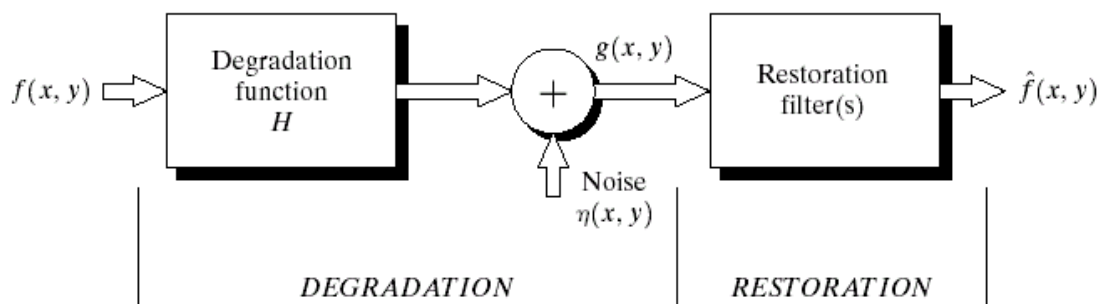 f(x, y)
Degradation
function
H
+
g(x, y)
Noise
η(x, y)
Restoration
filter(s)
f̂(x, y)
DEGRADATION
RESTORATION